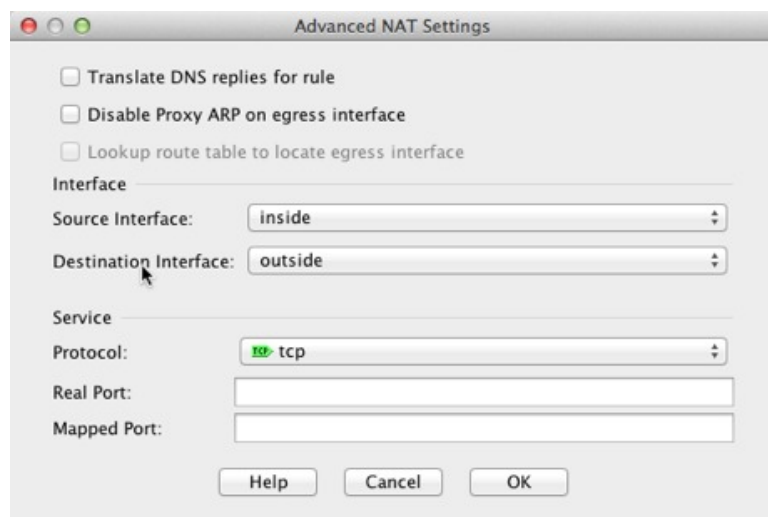 Advanced NAT Settings
Translate DNS replies for rule
Disable Proxy ARP on egress interface
Lookup route table to locate egress interface
Interface
Source Interface: inside
Destination Interface: outside
Service
Protocol: TCP tcp
Real Port:
Mapped Port:
Help Cancel OK